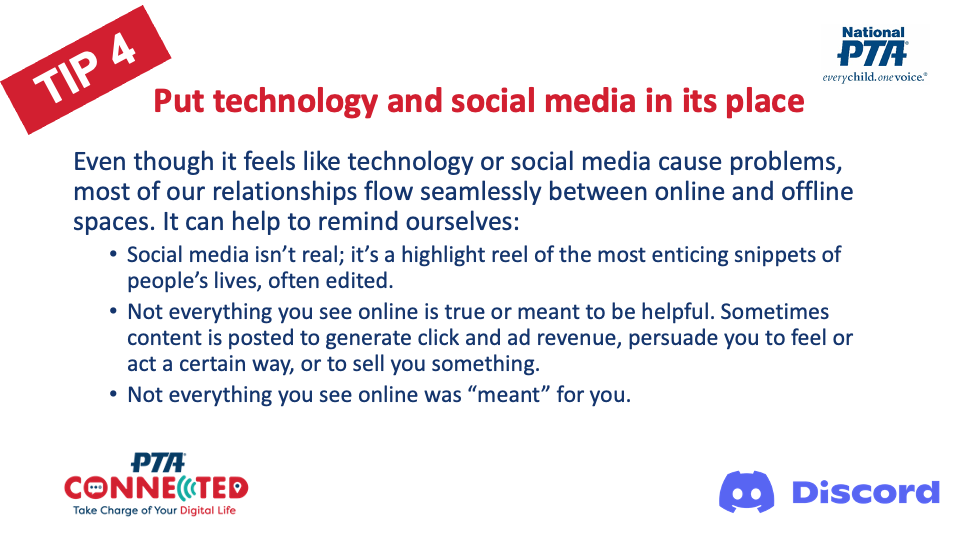 TIP 4
National
PTA®
everychild.onevoice.®
Put technology and social media in its place
Even though it feels like technology or social media cause problems,
most of our relationships flow seamlessly between online and offline
spaces. It can help to remind ourselves:
• Social media isn’t real; it’s a highlight reel of the most enticing snippets of
people’s lives, often edited.
• Not everything you see online is true or meant to be helpful. Sometimes
content is posted to generate click and ad revenue, persuade you to feel or
act a certain way, or to sell you something.
• Not everything you see online was “meant” for you.
PTA®
CONNECTED
Take Charge of Your Digital Life
Discord